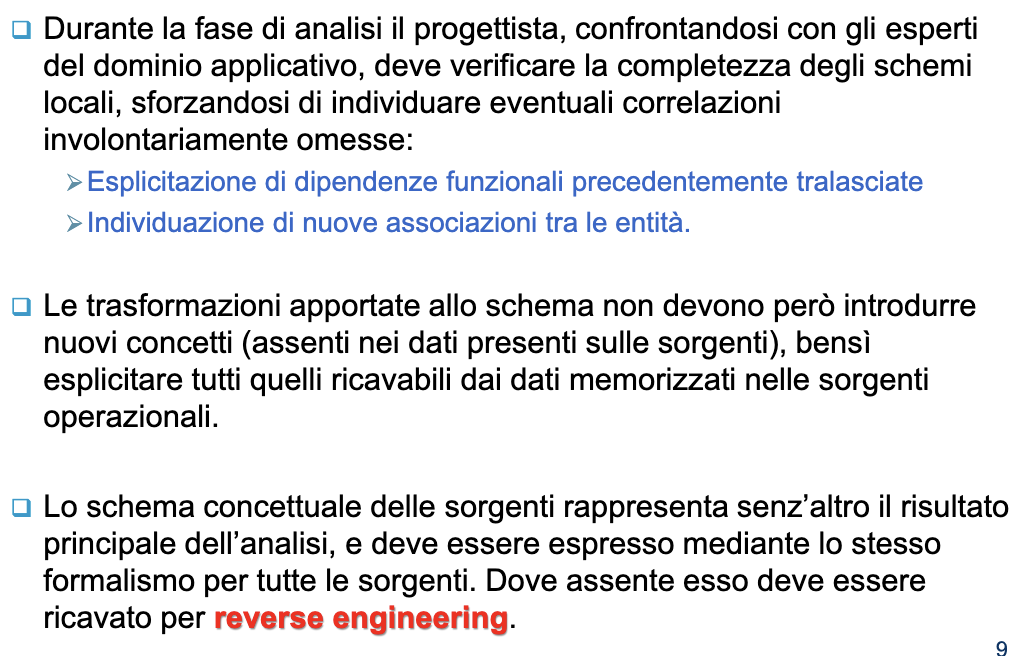 Durante la fase di analisi il progettista, confrontandosi con gli esperti
del dominio applicativo, deve verificare la completezza degli schemi
locali, sforzandosi di individuare eventuali correlazioni
involontariamente omesse:
Esplicitazione di dipendenze funzionali precedentemente tralasciate
Individuazione di nuove associazioni tra le entità.
Le trasformazioni apportate allo schema non devono però introdurre
nuovi concetti (assenti nei dati presenti sulle sorgenti), bensì
esplicitare tutti quelli ricavabili dai dati memorizzati nelle sorgenti
operazionali.
Lo schema concettuale delle sorgenti rappresenta senz’altro il risultato
principale dell’analisi, e deve essere espresso mediante lo stesso
formalismo per tutte le sorgenti. Dove assente esso deve essere
ricavato per reverse engineering.
9